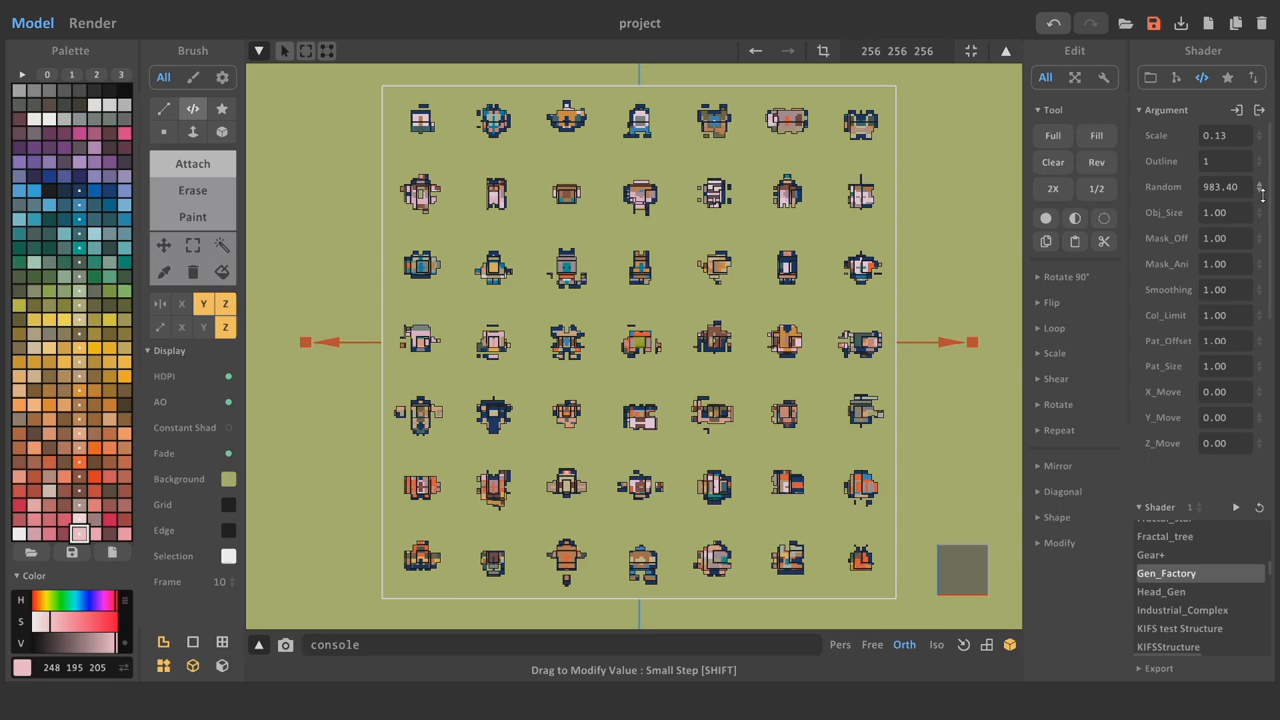 Model Render
project
Palette
Brush
256 256 256
Edit
Shader
0 1 2 3
All
All
Tool
Argument
Full
Fill
Scale 0.13
Clear
Rev
Outline 1
Attach
2X
1/2
Random 983.40
Erase
Obj_Size 1.00
Paint
Mask_Off 1.00
Mask_Ani 1.00
Rotate 90°
Smoothing 1.00
X Y Z
Flip
Col_Limit 1.00
X Y Z
Loop
Pat_Offset 1.00
Display
Scale
Pat_Size 1.00
HDPI
Shear
X_Move 0.00
AO
Rotate
Y_Move 0.00
Constant Shad
Repeat
Z_Move 0.00
Fade
Background
Mirror
Grid
Diagonal
Shader 1
Edge
Shape
Fractal_star
Selection
Modify
Fractal_tree
Frame 10
Gear+
Color
Gen_Factory
H
Head_Gen
S
Industrial_Complex
V
KIFS test Structure
console
Pers Free Orth Iso
KIFSStructure
248 195 205
Drag to Modify Value : Small Step [SHIFT]
Export